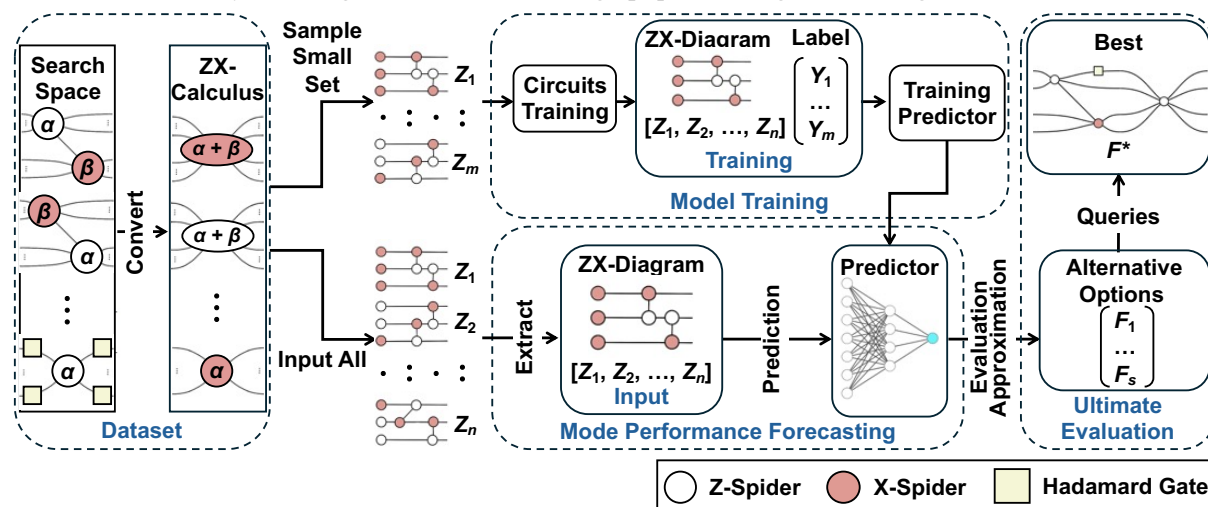 Search
Space
α
β
β
α
α
Convert
ZX-
Calculus
α + β
α + β
α
Dataset
Sample
Small
Set
Input All
Z1
Zm
Z1
Z2
Zn
Circuits
Training
ZX-Diagram
[Z1, Z2, ..., Zn]
Label
Y1
...
Ym
Training
Training
Predictor
Model Training
Extract
ZX-Diagram
[Z1, Z2, ..., Zn]
Input
Prediction
Predictor
Mode Performance Forecasting
Evaluation
Approximation
Best
F*
Queries
Alternative
Options
F1
...
Fs
Ultimate
Evaluation
Z-Spider
X-Spider
Hadamard Gate